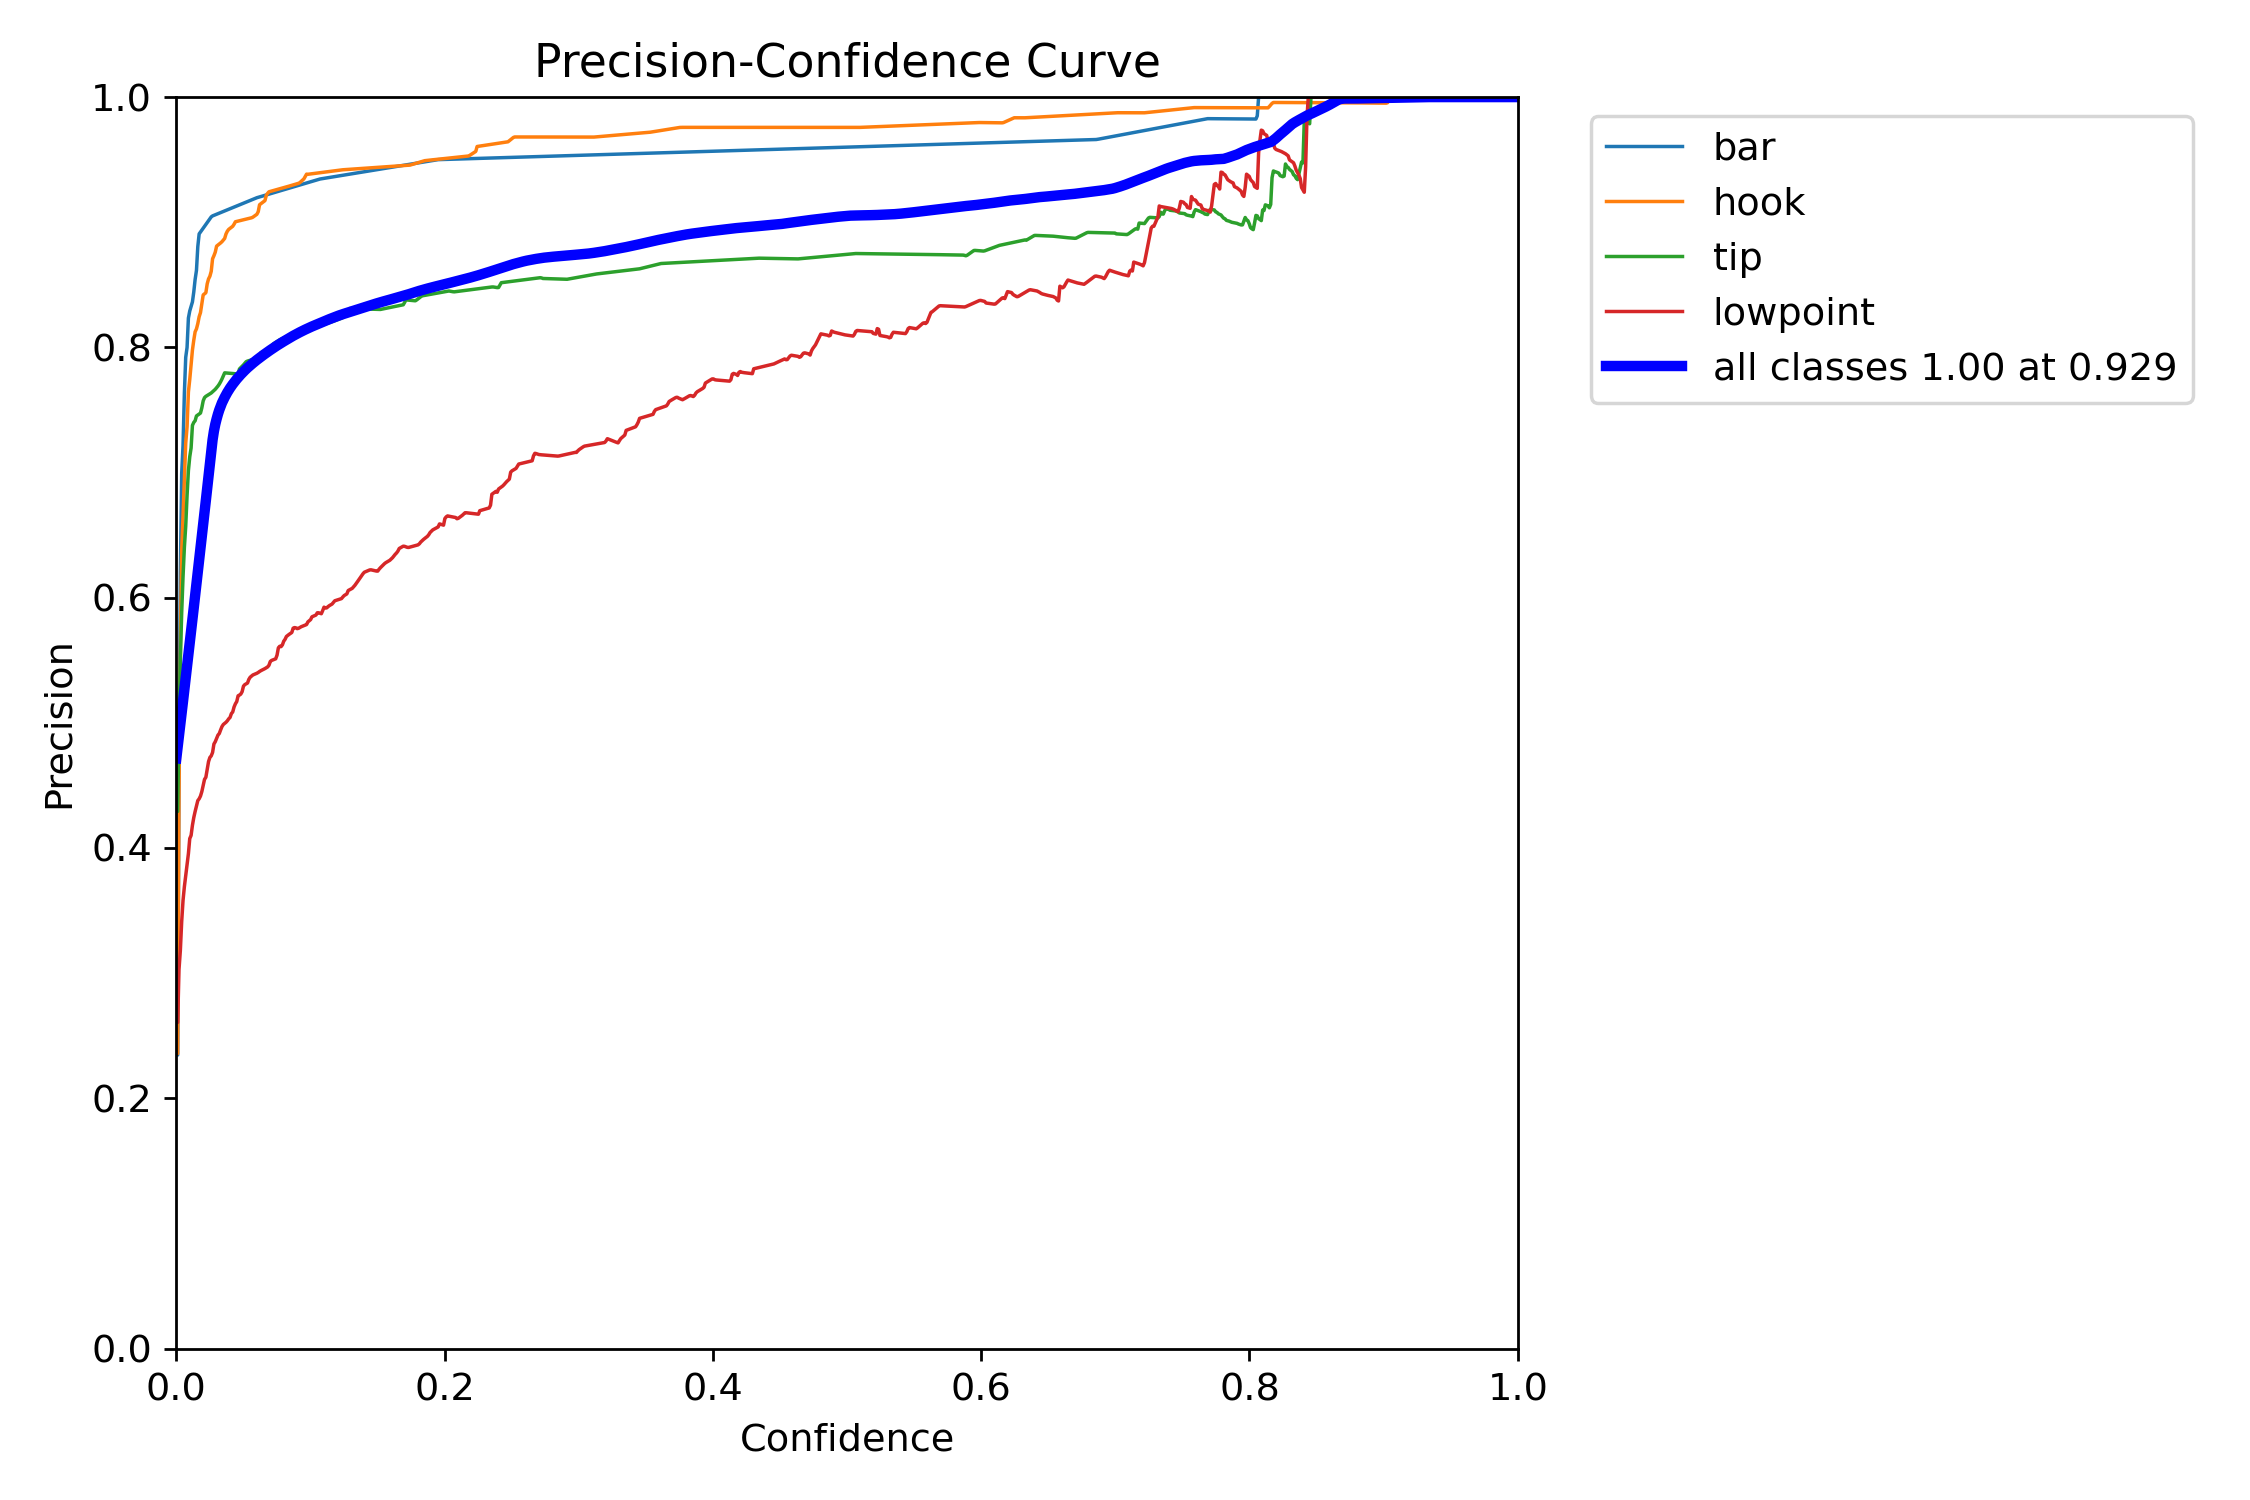 Precision-Confidence Curve
1.0
0.8
0.6
0.4
0.2
0.0
Precision
0.0 0.2 0.4 0.6 0.8 1.0
Confidence
bar
hook
tip
lowpoint
all classes 1.00 at 0.929